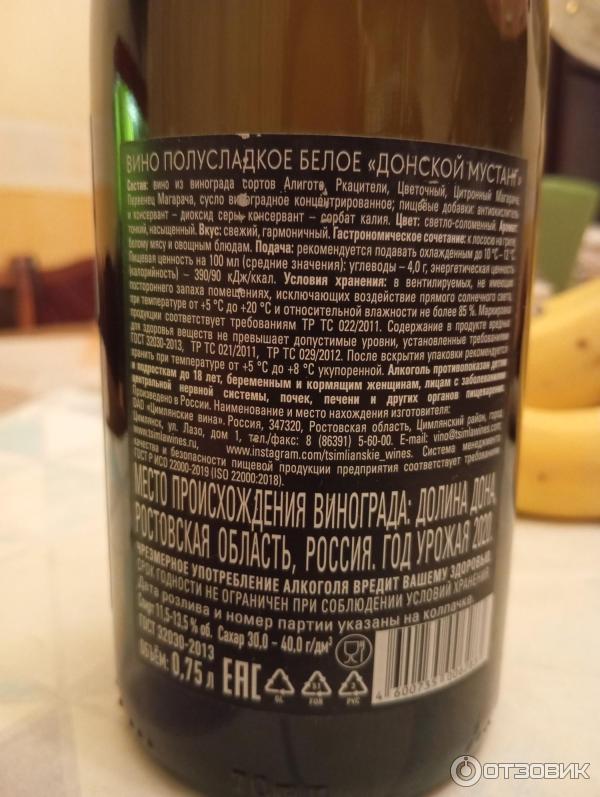 ВИНО ПОЛУСЛАДКОЕ БЕЛОЕ «ДОНСКОЙ МУСТАНГ»
Состав: вино из винограда сортов Алиготе, Ркацители, Цветочный, Цитронный Магарача,
Первенец Магарача, сусло виноградное концентрированное; пищевые добавки: антиокислитель
и консервант – диоксид серы, консервант – сорбат калия. Цвет: светло-соломенный. Аромат:
тонкий, насыщенный. Вкус: свежий, гармоничный. Гастрономическое сочетание: к лососю на гриле,
белому мясу и овощным блюдам. Подача: рекомендуется подавать охлажденным до 10 °C – 12 °C.
Пищевая ценность на 100 мл (средние значения): углеводы – 4,0 г, энергетическая ценность
(калорийность) – 390/90 кДж/ккал. Условия хранения: в вентилируемых, не имеющих
постороннего запаха помещениях, исключающих воздействие прямого солнечного света,
при температуре от +5 °C до +20 °C и относительной влажности не более 85 %. Маркировка
продукции соответствует требованиям ТР ТС 022/2011. Содержание в продукте вредных
для здоровья веществ не превышает допустимые уровни, установленные требованиями
ГОСТ 32030-2013, ТР ТС 021/2011, ТР ТС 029/2012. После вскрытия упаковки рекомендуется
хранить при температуре от +5 °C до +8 °C укупоренной. Алкоголь противопоказан детям
и подросткам до 18 лет, беременным и кормящим женщинам, лицам с заболеваниями
центральной нервной системы, почек, печени и других органов пищеварения.
Произведено в России. Наименование и место нахождения изготовителя:
ОАО «Цимлянские вина». Россия, 347320, Ростовская область, Цимлянский район, город
Цимлянск, ул. Лазо, дом 1, тел./факс: 8 (86391) 5-60-00. E-mail: vino@tsimlawines.ru,
www.tsimlawines.ru, www.instagram.com/tsimlianskie_wines. Система менеджмента
качества и безопасности пищевой продукции предприятия соответствует требованиям
ГОСТ Р ИСО 22000-2019 (ISO 22000:2018).
МЕСТО ПРОИСХОЖДЕНИЯ ВИНОГРАДА: ДОЛИНА ДОНА,
РОСТОВСКАЯ ОБЛАСТЬ, РОССИЯ. ГОД УРОЖАЯ 2020.
ЧРЕЗМЕРНОЕ УПОТРЕБЛЕНИЕ АЛКОГОЛЯ ВРЕДИТ ВАШЕМУ ЗДОРОВЬЮ.
СРОК ГОДНОСТИ НЕ ОГРАНИЧЕН ПРИ СОБЛЮДЕНИИ УСЛОВИЙ ХРАНЕНИЯ.
Дата розлива и номер партии указаны на колпачке.
Спирт 11,5-13,5 % об. Сахар 30,0 – 40,0 г/дм³
ГОСТ 32030-2013
ОБЪЁМ: 0,75 л
EAC
ОТЗОВИК